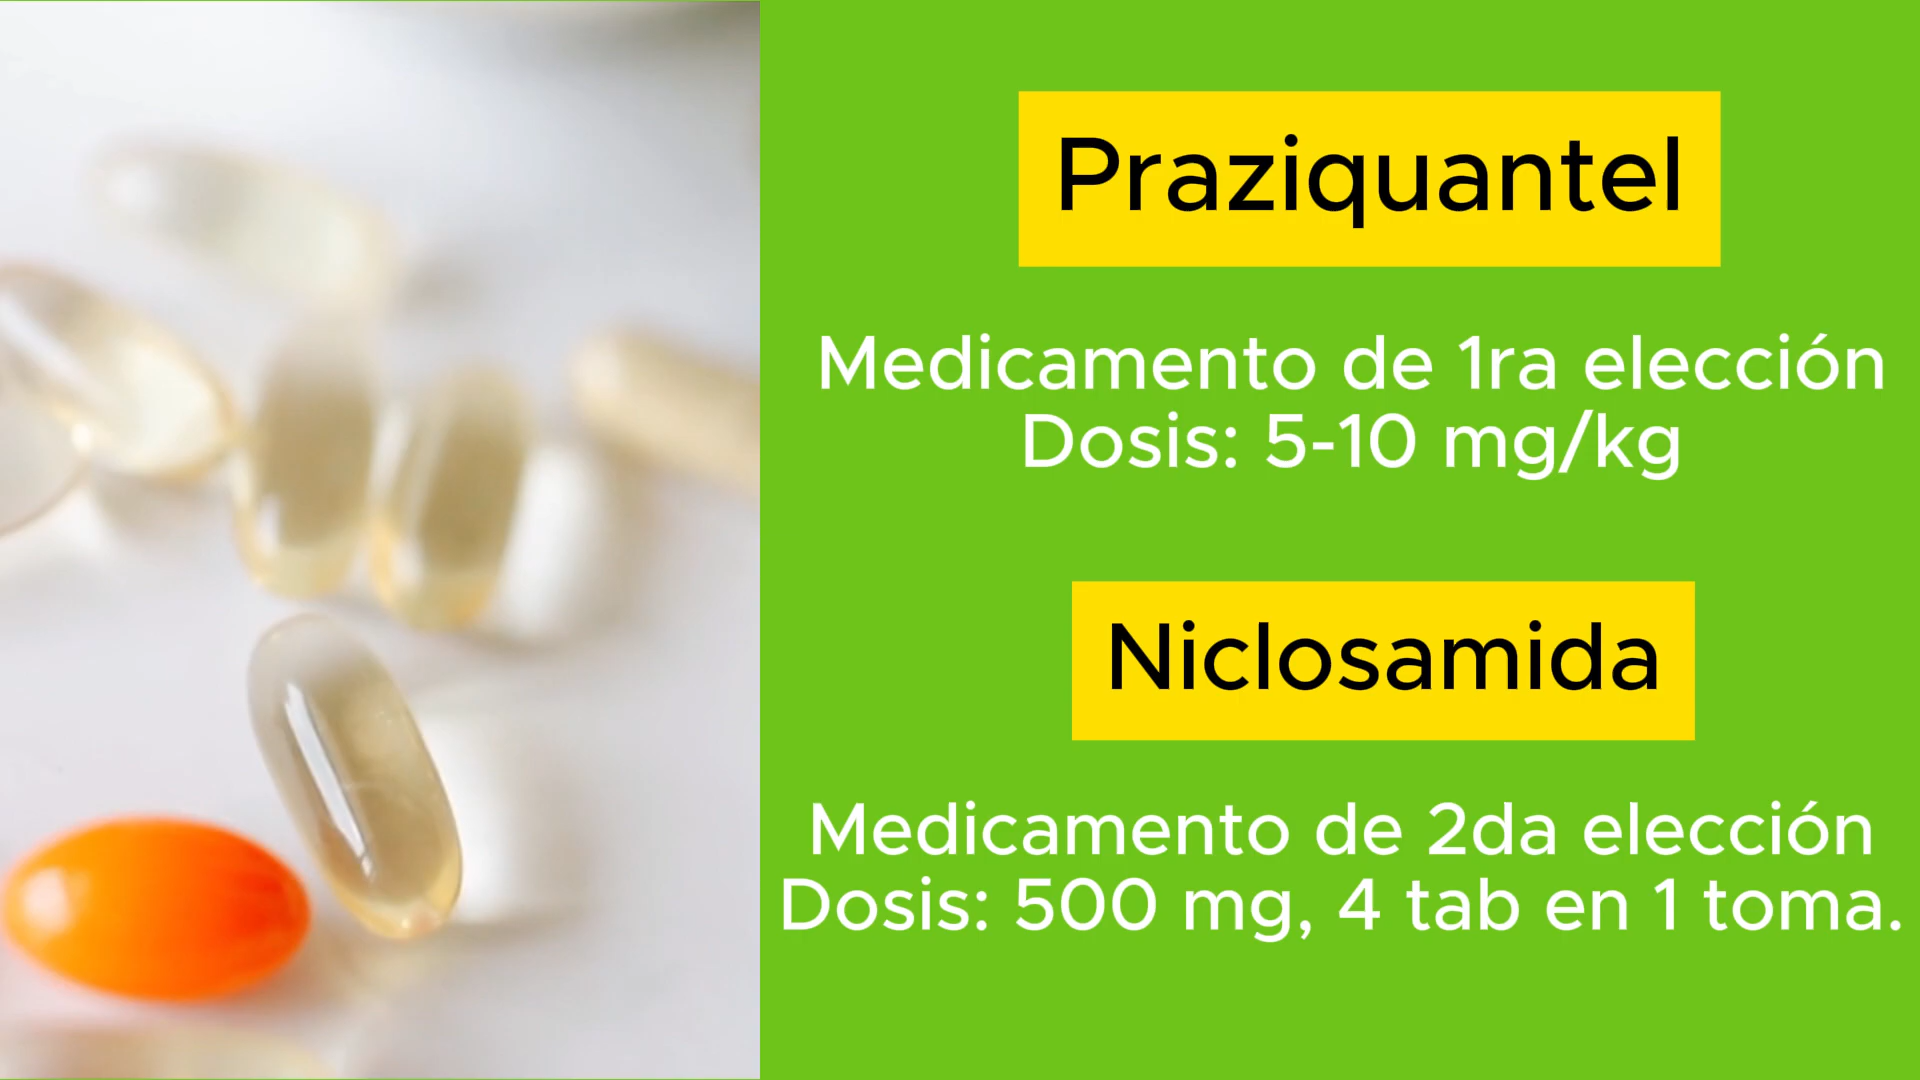 Praziquantel
Medicamento de 1ra elección
Dosis: 5-10 mg/kg
Niclosamida
Medicamento de 2da elección
Dosis: 500 mg, 4 tab en 1 toma.